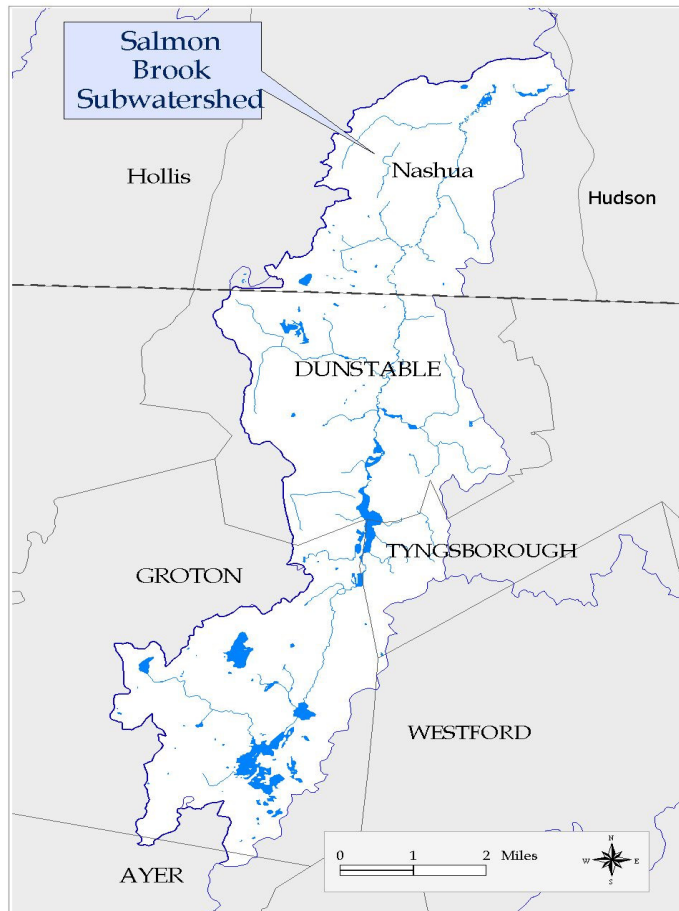 Salmon
Brook
Subwatershed
Hollis
Nashua
Hudson
DUNSTABLE
TYNGSBOROUGH
GROTON
WESTFORD
AYER
0 1 2 Miles
N
W E
S